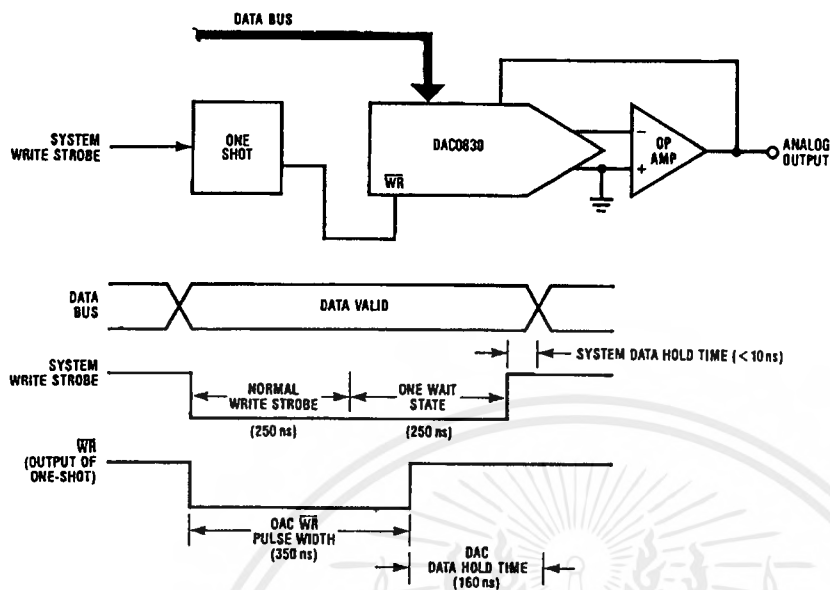 DATA BUS
SYSTEM
WRITE STROBE
ONE
SHOT
DAC0830
WR
OP
AMP
−
+
ANALOG
OUTPUT
DATA
BUS
DATA VALID
SYSTEM DATA HOLD TIME (<10 ns)
SYSTEM
WRITE STROBE
NORMAL
WRITE STROBE
(250 ns)
ONE WAIT
STATE
(250 ns)
WR
(OUTPUT OF
ONE-SHOT)
DAC WR
PULSE WIDTH
(350 ns)
DAC
DATA HOLD TIME
(160 ns)